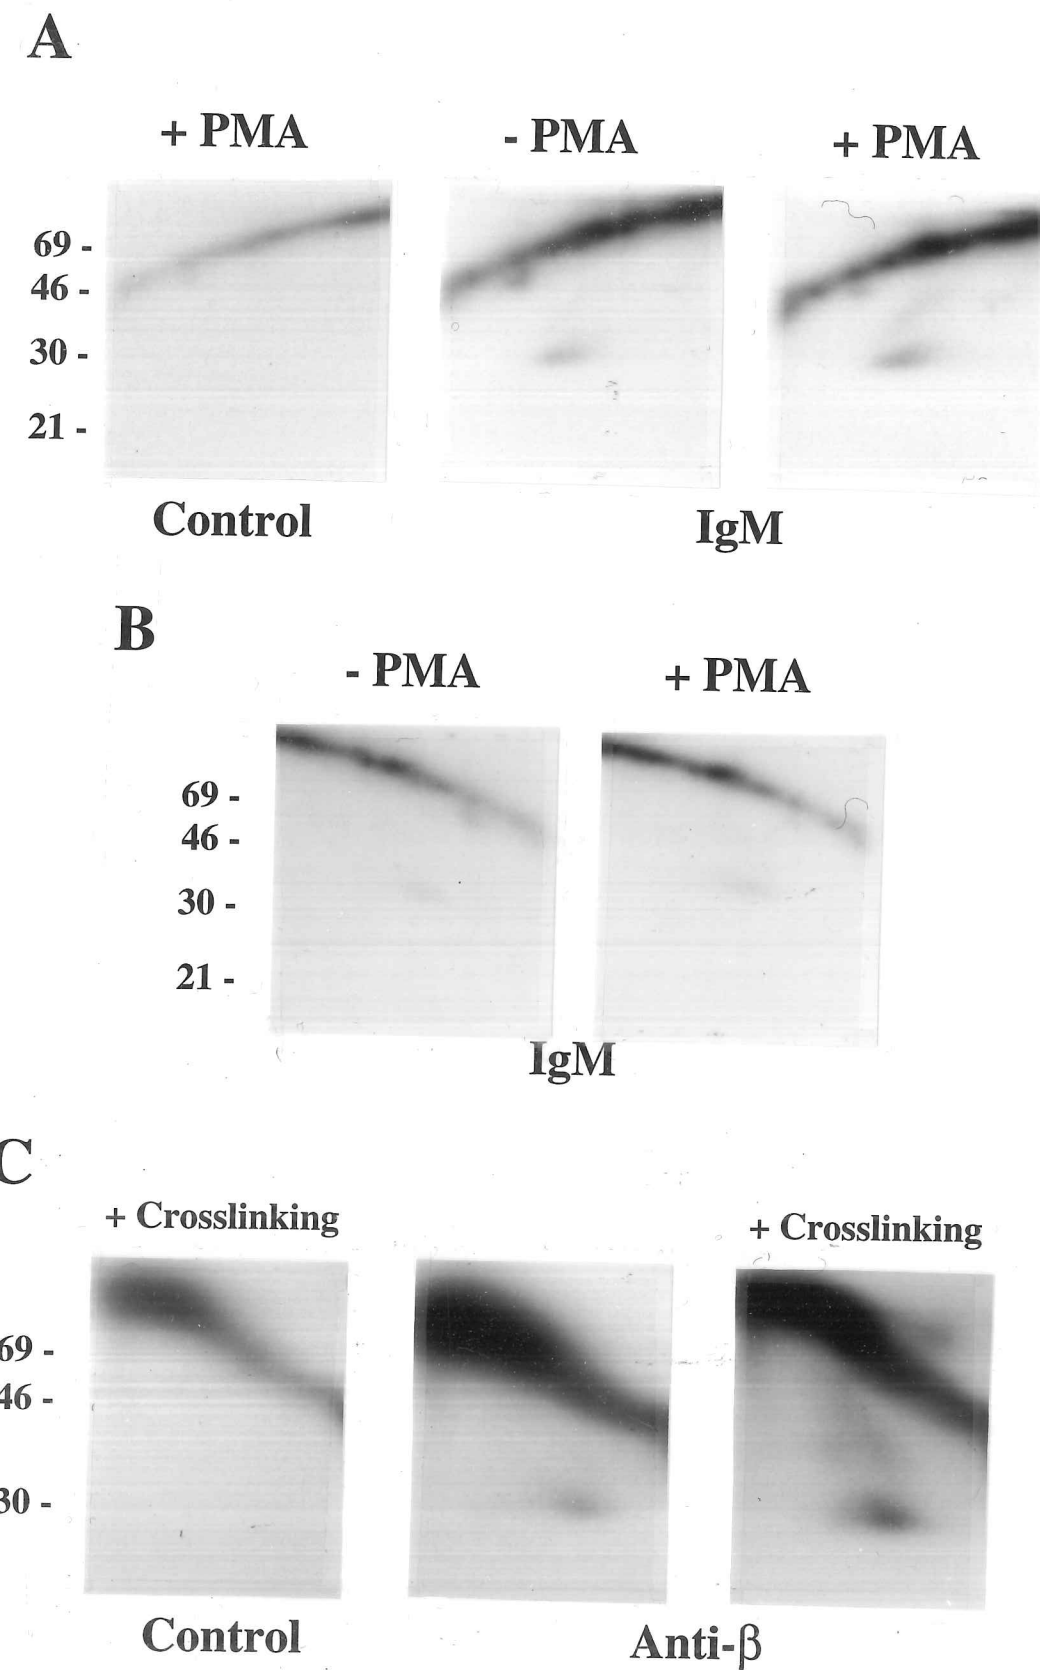 A
+ PMA
- PMA
+ PMA
69 -
46 -
30 -
21 -
Control
IgM
B
- PMA
+ PMA
69 -
46 -
30 -
21 -
IgM
C
+ Crosslinking
+ Crosslinking
69 -
46 -
30 -
Control
Anti-β